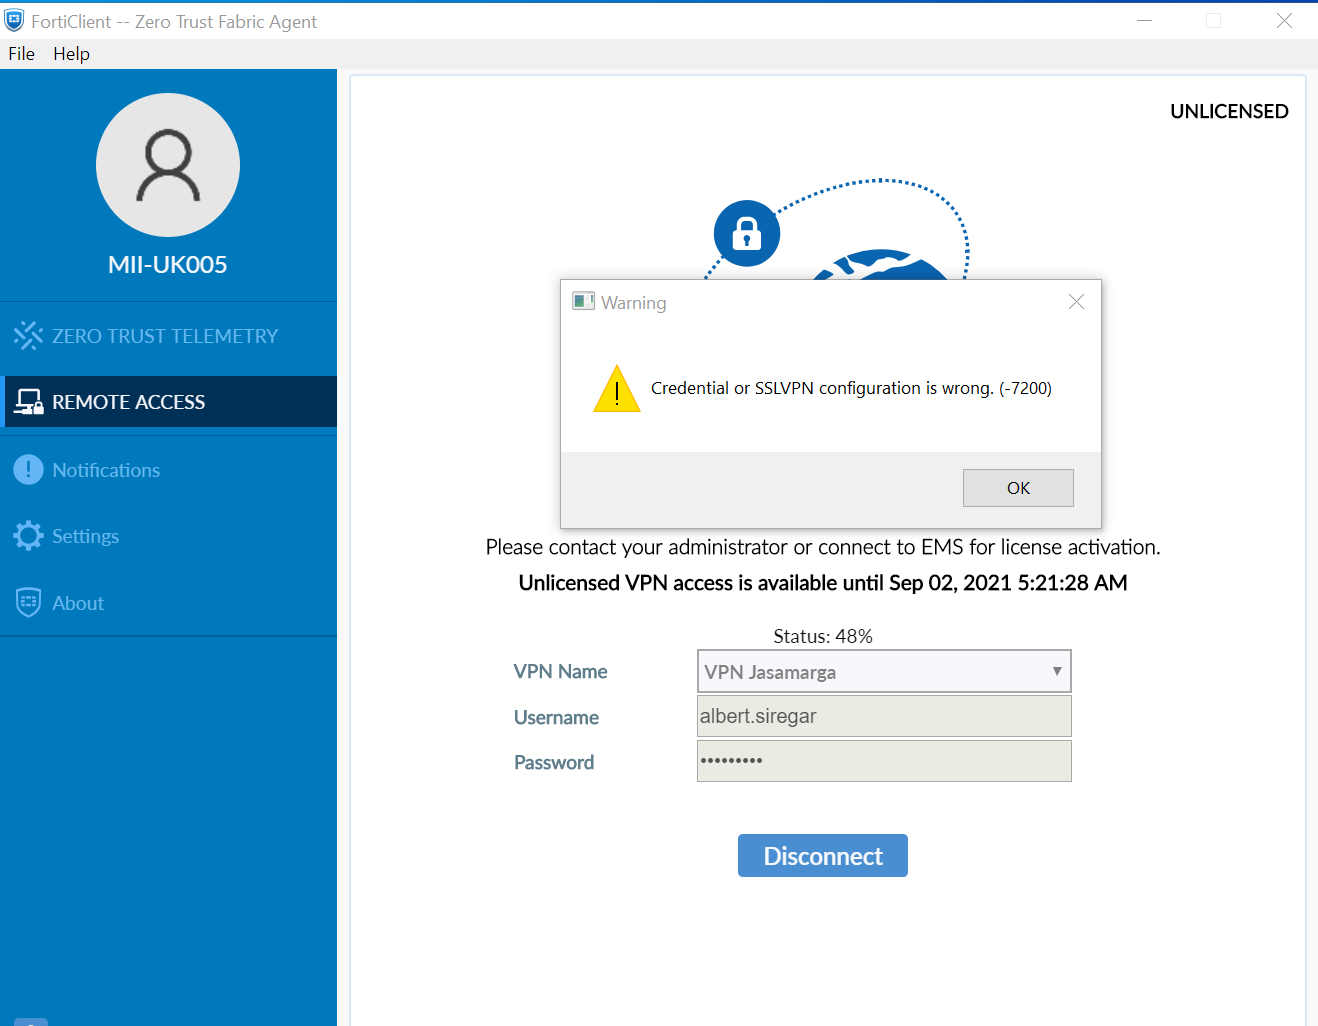 FortiClient -- Zero Trust Fabric Agent
File Help
UNLICENSED
MII-UK005
ZERO TRUST TELEMETRY
REMOTE ACCESS
Notifications
Settings
About
Warning
Credential or SSLVPN configuration is wrong. (-7200)
OK
Please contact your administrator or connect to EMS for license activation.
Unlicensed VPN access is available until Sep 02, 2021 5:21:28 AM
Status: 48%
VPN Name VPN Jasamarga
Username albert.siregar
Password •••••••••
Disconnect